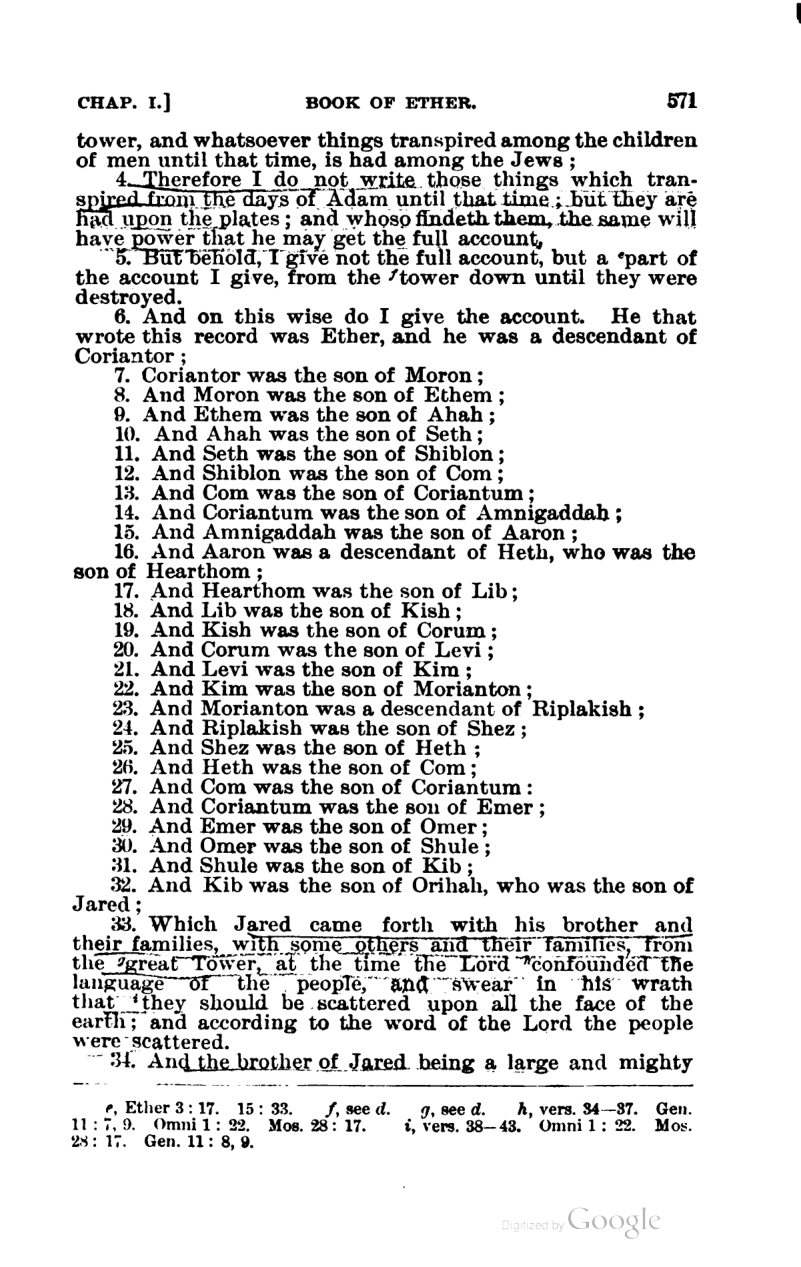 CHAP. I.] BOOK OF ETHER. 571
tower, and whatsoever things transpired among the children
of men until that time, is had among the Jews ;
4. Therefore I do not write those things which tran-
spired from the days of Adam until that time ; but they are
had upon the plates ; and whoso findeth them, the same will
have power that he may get the full account,
5. But behold, I give not the full account, but a ᵉpart of
the account I give, from the ᶠtower down until they were
destroyed.
6. And on this wise do I give the account. He that
wrote this record was Ether, and he was a descendant of
Coriantor ;
7. Coriantor was the son of Moron ;
8. And Moron was the son of Ethem ;
9. And Ethem was the son of Ahah ;
10. And Ahah was the son of Seth ;
11. And Seth was the son of Shiblon ;
12. And Shiblon was the son of Com ;
13. And Com was the son of Coriantum ;
14. And Coriantum was the son of Amnigaddah ;
15. And Amnigaddah was the son of Aaron ;
16. And Aaron was a descendant of Heth, who was the
son of Hearthom ;
17. And Hearthom was the son of Lib ;
18. And Lib was the son of Kish ;
19. And Kish was the son of Corum ;
20. And Corum was the son of Levi ;
21. And Levi was the son of Kim ;
22. And Kim was the son of Morianton ;
23. And Morianton was a descendant of Riplakish ;
24. And Riplakish was the son of Shez ;
25. And Shez was the son of Heth ;
26. And Heth was the son of Com ;
27. And Com was the son of Coriantum :
28. And Coriantum was the son of Emer ;
29. And Emer was the son of Omer ;
30. And Omer was the son of Shule ;
31. And Shule was the son of Kib ;
32. And Kib was the son of Orihah, who was the son of
Jared ;
33. Which Jared came forth with his brother and
their families, with some others and their families, from
the ᵍgreat Tower, at the time the Lord ʰconfounded the
language of the people, and swear in his wrath
that ⁱthey should be scattered upon all the face of the
earth ; and according to the word of the Lord the people
were scattered.
34. And the brother of Jared being a large and mighty
e, Ether 3 : 17. 15 : 33. f, see d. g, see d. h, vers. 34—37. Gen.
11 : 7, 9. Omni 1 : 22. Mos. 28 : 17. i, vers. 38—43. Omni 1 : 22. Mos.
28 : 17. Gen. 11 : 8, 9.
Digitized by Google